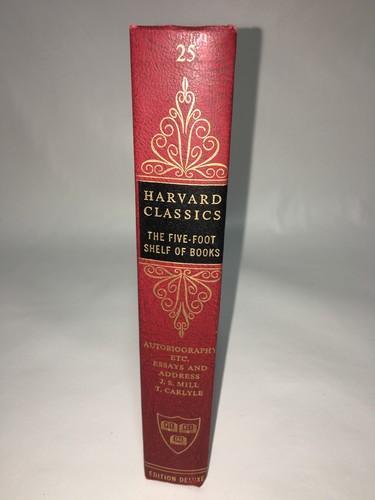 25
HARVARD
CLASSICS
THE FIVE-FOOT
SHELF OF BOOKS
AUTOBIOGRAPHY
ETC.
ESSAYS AND
ADDRESS
J. S. MILL
T. CARLYLE
EDITION DELUXE